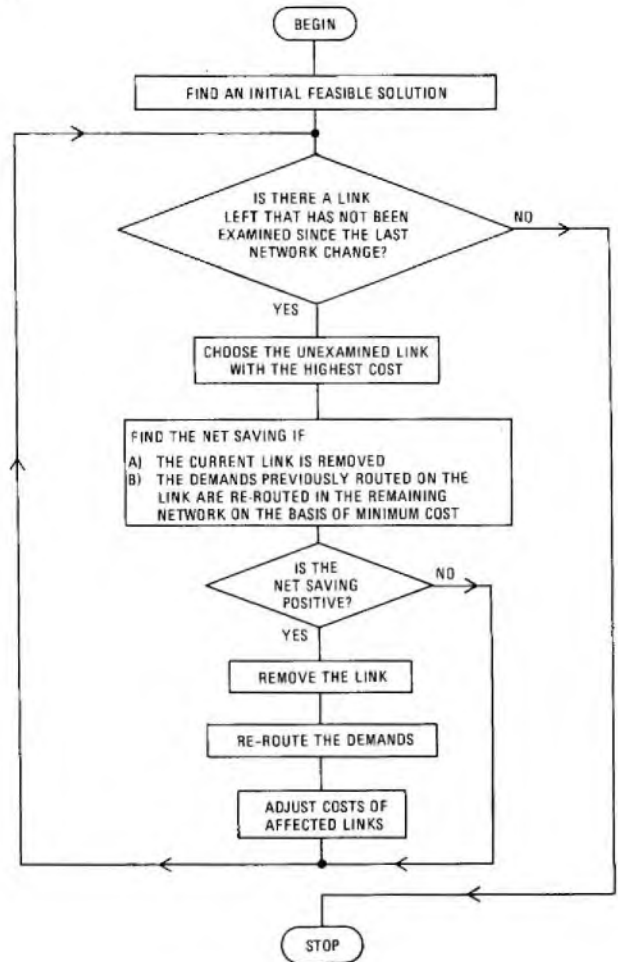 BEGIN
FIND AN INITIAL FEASIBLE SOLUTION
IS THERE A LINK
LEFT THAT HAS NOT BEEN
EXAMINED SINCE THE LAST
NETWORK CHANGE?
NO
YES
CHOOSE THE UNEXAMINED LINK
WITH THE HIGHEST COST
FIND THE NET SAVING IF
A) THE CURRENT LINK IS REMOVED
B) THE DEMANDS PREVIOUSLY ROUTED ON THE
LINK ARE RE-ROUTED IN THE REMAINING
NETWORK ON THE BASIS OF MINIMUM COST
IS THE
NET SAVING
POSITIVE?
NO
YES
REMOVE THE LINK
RE-ROUTE THE DEMANDS
ADJUST COSTS OF
AFFECTED LINKS
STOP